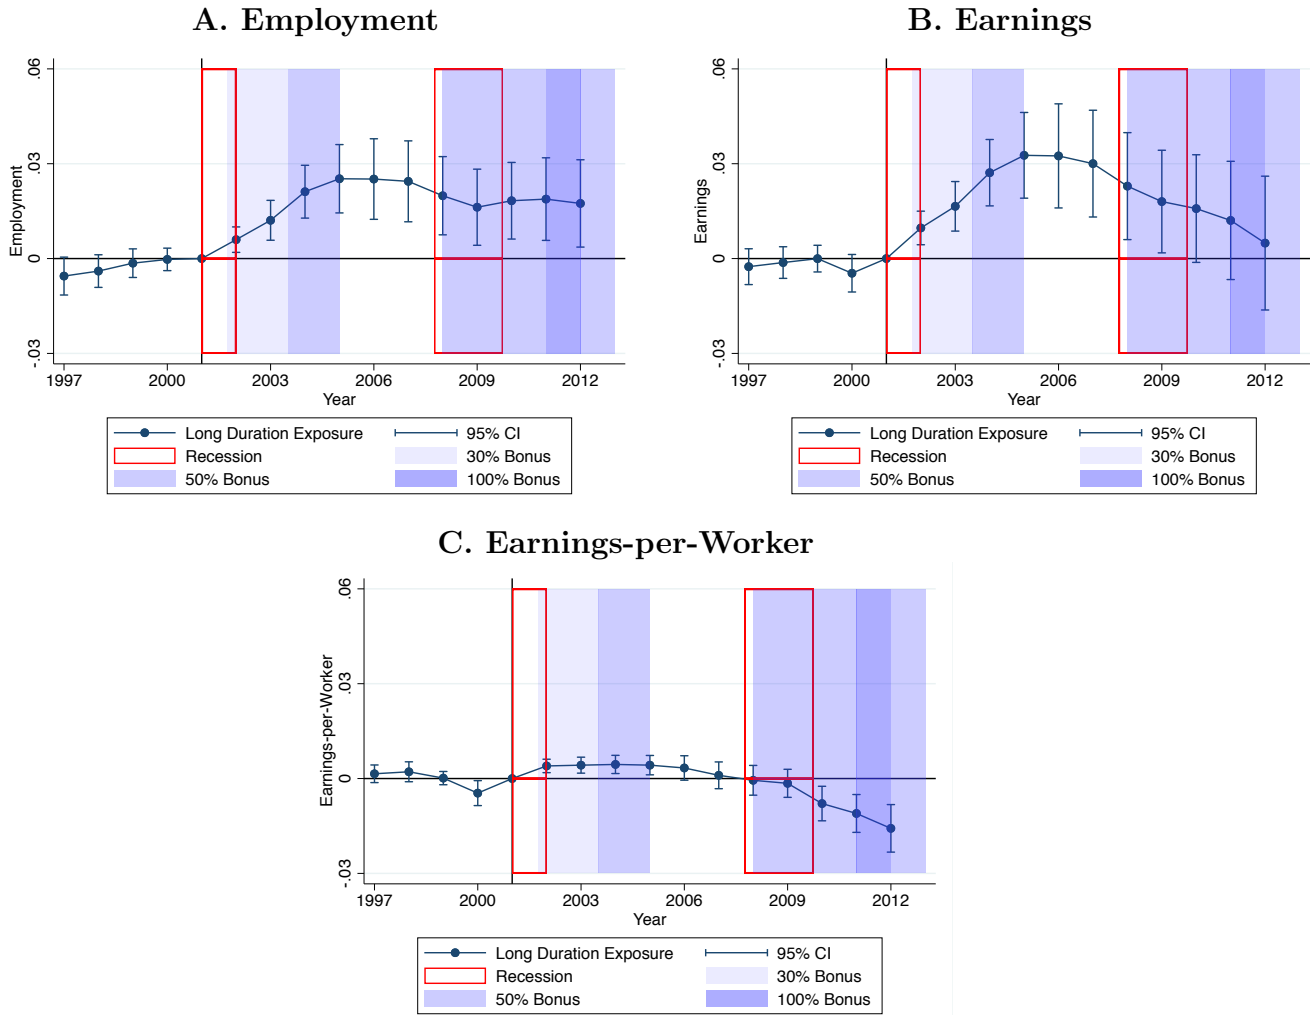 A. Employment
.06
.03
0
-.03
Employment
1997 2000 2003 2006 2009 2012
Year
Long Duration Exposure 95% CI
Recession 30% Bonus
50% Bonus 100% Bonus
B. Earnings
.06
.03
0
-.03
Earnings
1997 2000 2003 2006 2009 2012
Year
Long Duration Exposure 95% CI
Recession 30% Bonus
50% Bonus 100% Bonus
C. Earnings-per-Worker
.06
.03
0
-.03
Earnings-per-Worker
1997 2000 2003 2006 2009 2012
Year
Long Duration Exposure 95% CI
Recession 30% Bonus
50% Bonus 100% Bonus